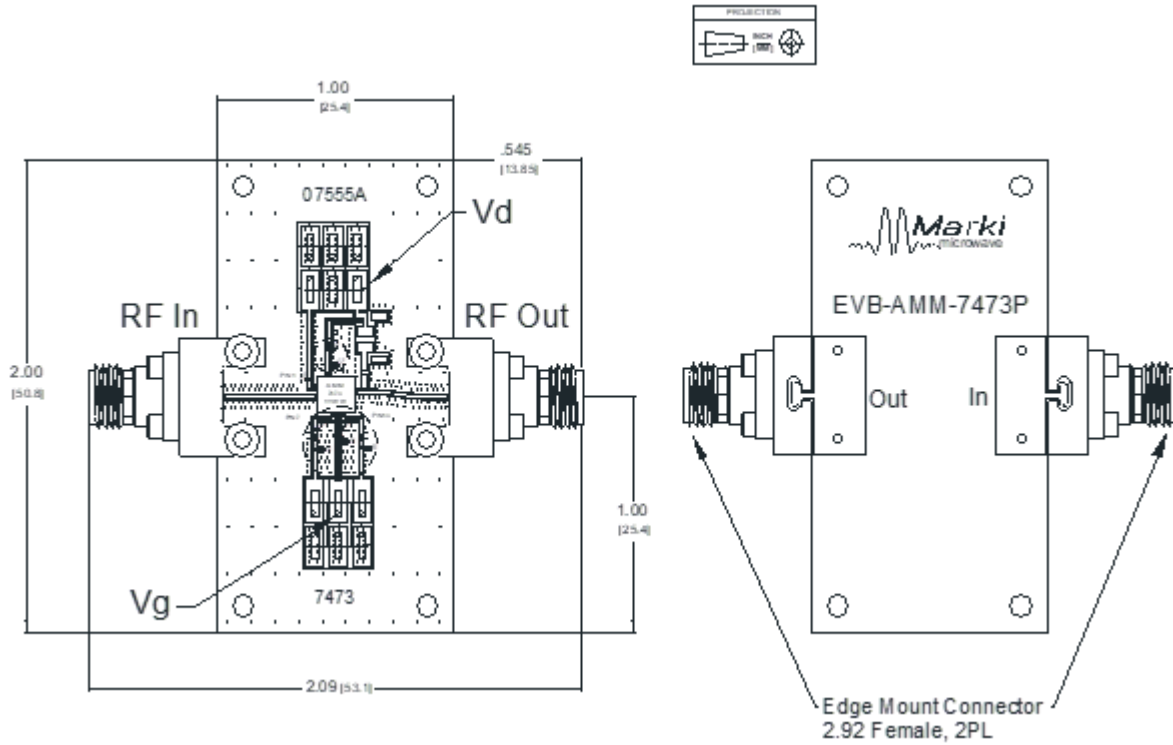 PROJECTION
INCH
[MM]
1.00
[25.4]
.545
[13.85]
07555A
Vd
RF In
RF Out
2.00
[50.8]
1.00
[25.4]
Vg
7473
2.09 [53.1]
Marki
microwave
EVB-AMM-7473P
Out
In
Edge Mount Connector
2.92 Female, 2PL